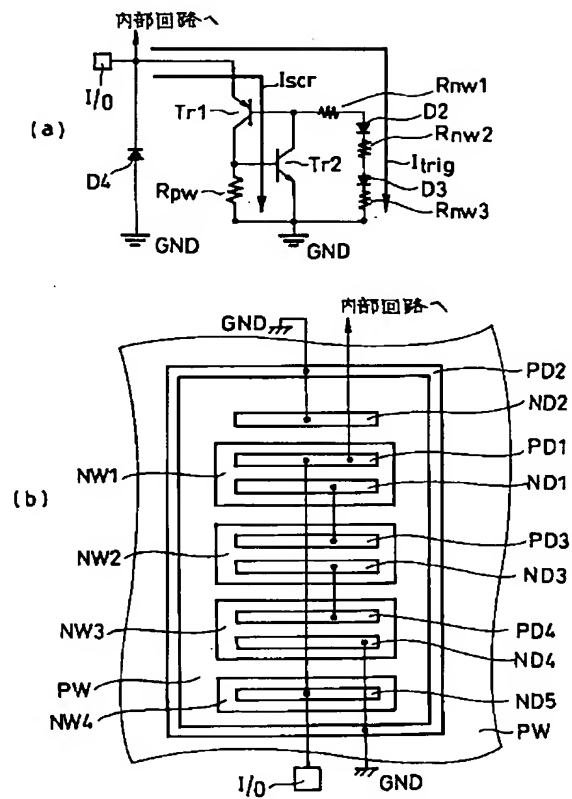 内部回路へ
I/O
Iscr
Rnw1
Tr1
D2
(a)
Rnw2
Tr2
Itrig
D4
Rpw
D3
Rnw3
GND
GND
内部回路へ
GND
PD2
ND2
PD1
NW1
ND1
(b)
PD3
NW2
ND3
NW3
PD4
ND4
PW
ND5
NW4
PW
I/O
GND